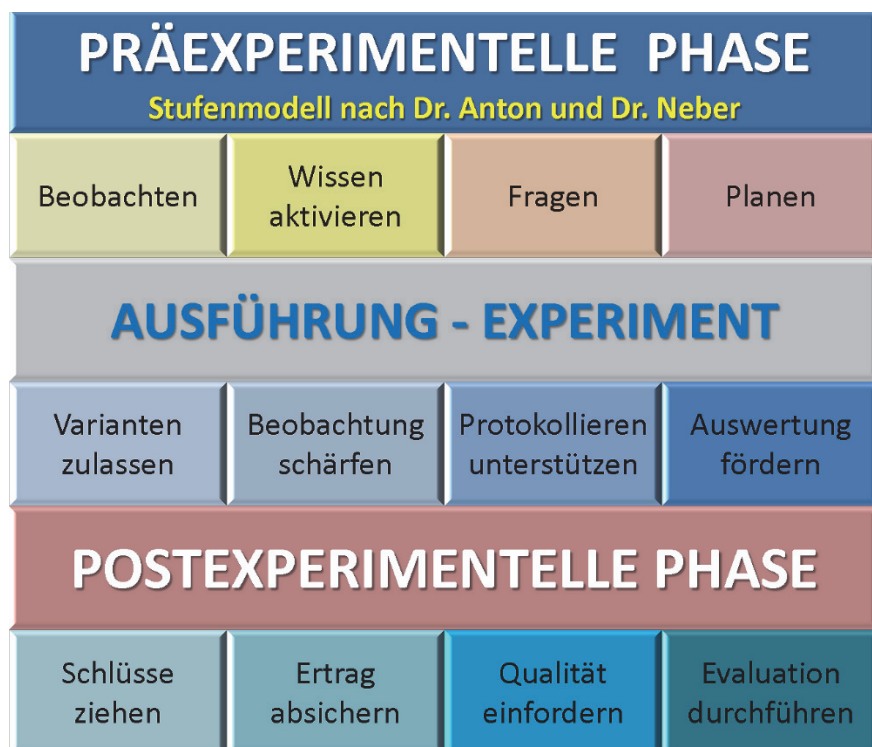 PRÄEXPERIMENTELLE PHASE
Stufenmodell nach Dr. Anton und Dr. Neber
Beobachten
Wissen
aktivieren
Fragen
Planen
AUSFÜHRUNG - EXPERIMENT
Varianten
zulassen
Beobachtung
schärfen
Protokollieren
unterstützen
Auswertung
fördern
POSTEXPERIMENTELLE PHASE
Schlüsse
ziehen
Ertrag
absichern
Qualität
einfordern
Evaluation
durchführen